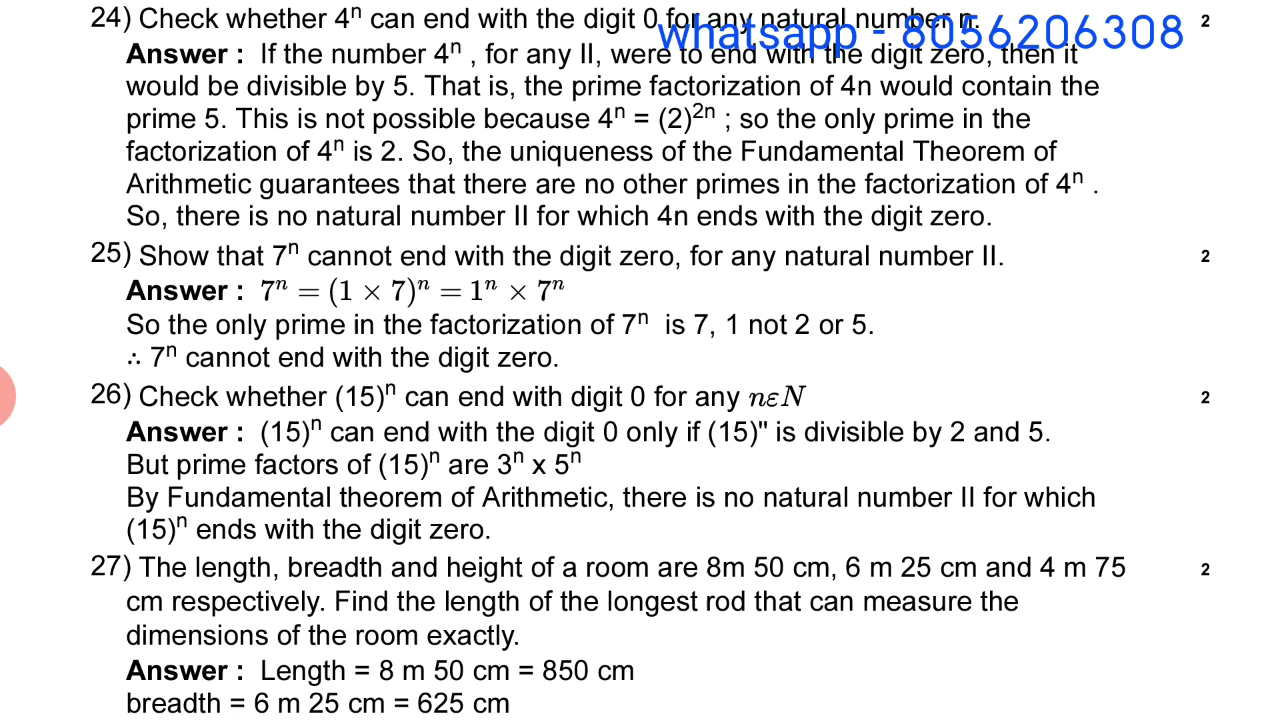 24) Check whether 4ⁿ can end with the digit 0 for any natural number n. 2
whatsapp - 8056206308
Answer : If the number 4ⁿ , for any II, were to end with the digit zero, then it
would be divisible by 5. That is, the prime factorization of 4n would contain the
prime 5. This is not possible because 4ⁿ = (2)²ⁿ ; so the only prime in the
factorization of 4ⁿ is 2. So, the uniqueness of the Fundamental Theorem of
Arithmetic guarantees that there are no other primes in the factorization of 4ⁿ .
So, there is no natural number II for which 4n ends with the digit zero.
25) Show that 7ⁿ cannot end with the digit zero, for any natural number II. 2
Answer : 7ⁿ = (1 × 7)ⁿ = 1ⁿ × 7ⁿ
So the only prime in the factorization of 7ⁿ is 7, 1 not 2 or 5.
∴ 7ⁿ cannot end with the digit zero.
26) Check whether (15)ⁿ can end with digit 0 for any nεN 2
Answer : (15)ⁿ can end with the digit 0 only if (15)" is divisible by 2 and 5.
But prime factors of (15)ⁿ are 3ⁿ x 5ⁿ
By Fundamental theorem of Arithmetic, there is no natural number II for which
(15)ⁿ ends with the digit zero.
27) The length, breadth and height of a room are 8m 50 cm, 6 m 25 cm and 4 m 75 2
cm respectively. Find the length of the longest rod that can measure the
dimensions of the room exactly.
Answer : Length = 8 m 50 cm = 850 cm
breadth = 6 m 25 cm = 625 cm